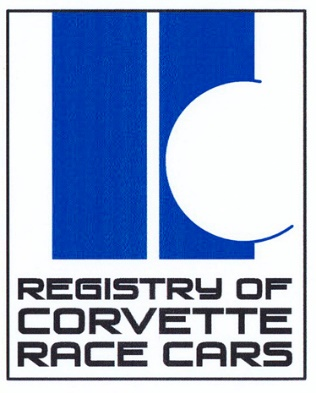 REGISTRY OF
CORVETTE
RACE CARS